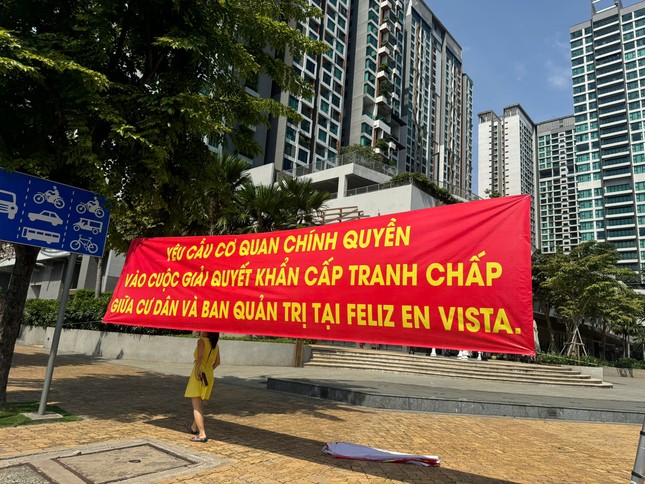 YÊU CẦU CƠ QUAN CHÍNH QUYỀN
VÀO CUỘC GIẢI QUYẾT KHẨN CẤP TRANH CHẤP
GIỮA CƯ DÂN VÀ BAN QUẢN TRỊ TẠI FELIZ EN VISTA.